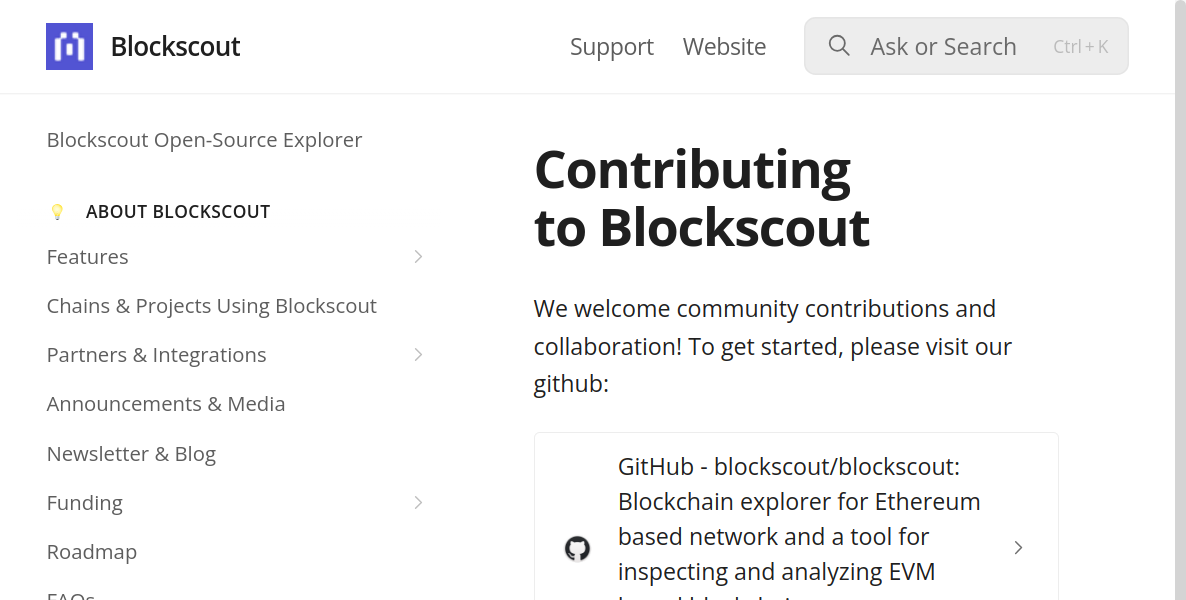 Blockscout
Support
Website
Ask or Search
Ctrl + K
Blockscout Open-Source Explorer
ABOUT BLOCKSCOUT
Features
Chains & Projects Using Blockscout
Partners & Integrations
Announcements & Media
Newsletter & Blog
Funding
Roadmap
FAQs
Contributing
to Blockscout
We welcome community contributions and
collaboration! To get started, please visit our
github:
GitHub - blockscout/blockscout:
Blockchain explorer for Ethereum
based network and a tool for
inspecting and analyzing EVM